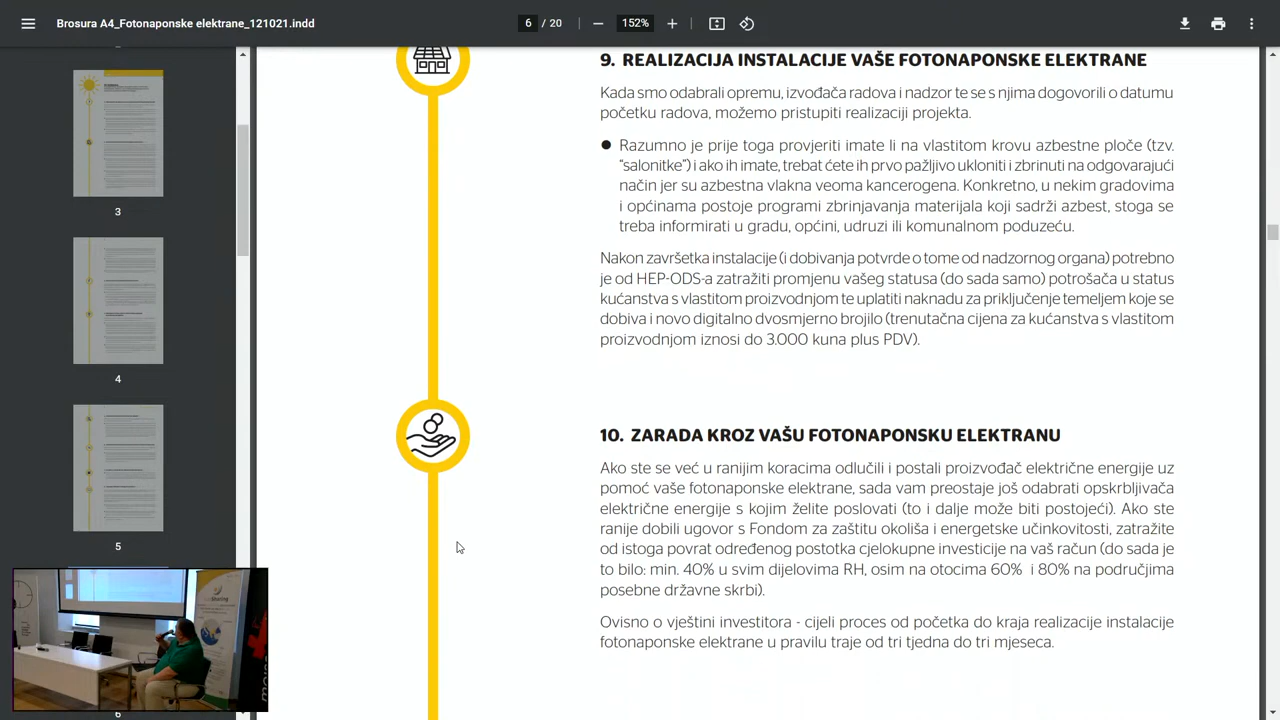 Brosura A4_Fotonaponske elektrane_121021.indd
6 / 20
152%
3
4
5
6
9. REALIZACIJA INSTALACIJE VAŠE FOTONAPONSKE ELEKTRANE
Kada smo odabrali opremu, izvođača radova i nadzor te se s njima dogovorili o datumu
početku radova, možemo pristupiti realizaciji projekta.
● Razumno je prije toga provjeriti imate li na vlastitom krovu azbestne ploče (tzv.
“salonitke”) i ako ih imate, trebat ćete ih prvo pažljivo ukloniti i zbrinuti na odgovarajući
način jer su azbestna vlakna veoma kancerogena. Konkretno, u nekim gradovima
i općinama postoje programi zbrinjavanja materijala koji sadrži azbest, stoga se
treba informirati u gradu, općini, udruzi ili komunalnom poduzeću.
Nakon završetka instalacije (i dobivanja potvrde o tome od nadzornog organa) potrebno
je od HEP-ODS-a zatražiti promjenu vašeg statusa (do sada samo) potrošača u status
kućanstva s vlastitom proizvodnjom te uplatiti naknadu za priključenje temeljem koje se
dobiva i novo digitalno dvosmjerno brojilo (trenutačna cijena za kućanstva s vlastitom
proizvodnjom iznosi do 3.000 kuna plus PDV).
10. ZARADA KROZ VAŠU FOTONAPONSKU ELEKTRANU
Ako ste se već u ranijim koracima odlučili i postali proizvođač električne energije uz
pomoć vaše fotonaponske elektrane, sada vam preostaje još odabrati opskrbljivača
električne energije s kojim želite poslovati (to i dalje može biti postojeći). Ako ste
ranije dobili ugovor s Fondom za zaštitu okoliša i energetske učinkovitosti, zatražite
od istoga povrat određenog postotka cjelokupne investicije na vaš račun (do sada je
to bilo: min. 40% u svim dijelovima RH, osim na otocima 60% i 80% na područjima
posebne državne skrbi).
Ovisno o vještini investitora - cijeli proces od početka do kraja realizacije instalacije
fotonaponske elektrane u pravilu traje od tri tjedna do tri mjeseca.